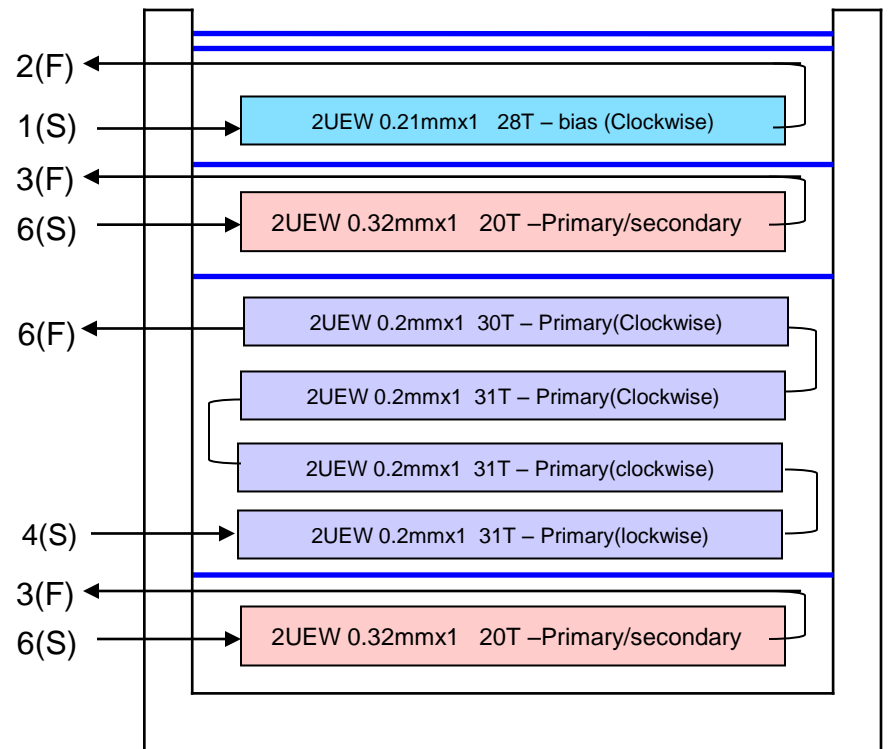 2(F)
1(S)
2UEW 0.21mmx1 28T – bias (Clockwise)
3(F)
6(S)
2UEW 0.32mmx1 20T –Primary/secondary
6(F)
2UEW 0.2mmx1 30T – Primary(Clockwise)
2UEW 0.2mmx1 31T – Primary(Clockwise)
2UEW 0.2mmx1 31T – Primary(clockwise)
4(S)
2UEW 0.2mmx1 31T – Primary(lockwise)
3(F)
6(S)
2UEW 0.32mmx1 20T –Primary/secondary